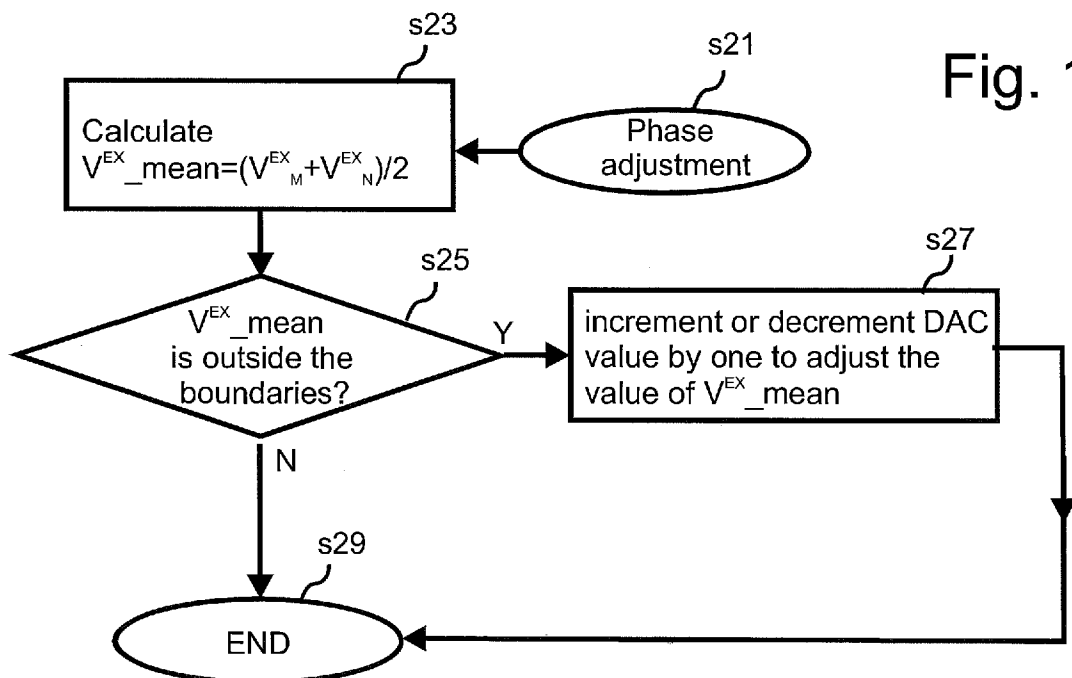 s23
s21
Fig. 1
Calculate
V^EX_mean=(V^EX_M+V^EX_N)/2
Phase
adjustment
s25
s27
V^EX_mean
is outside the
boundaries?
Y
increment or decrement DAC
value by one to adjust the
value of V^EX_mean
N
s29
END